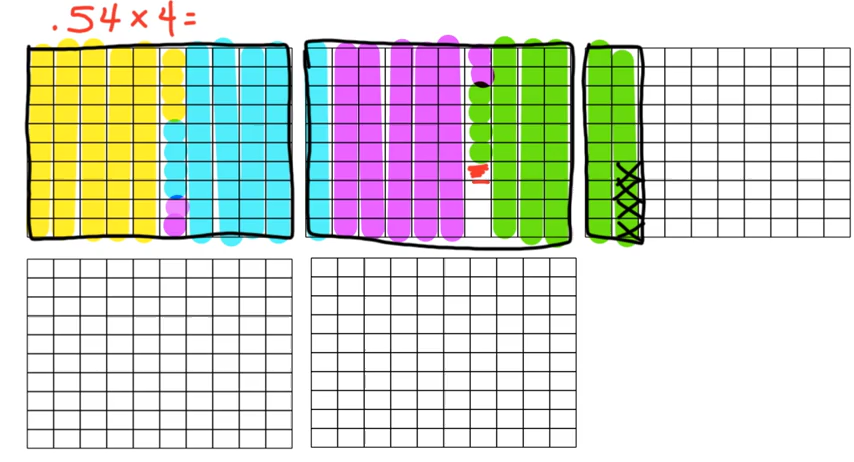 .54 × 4 =